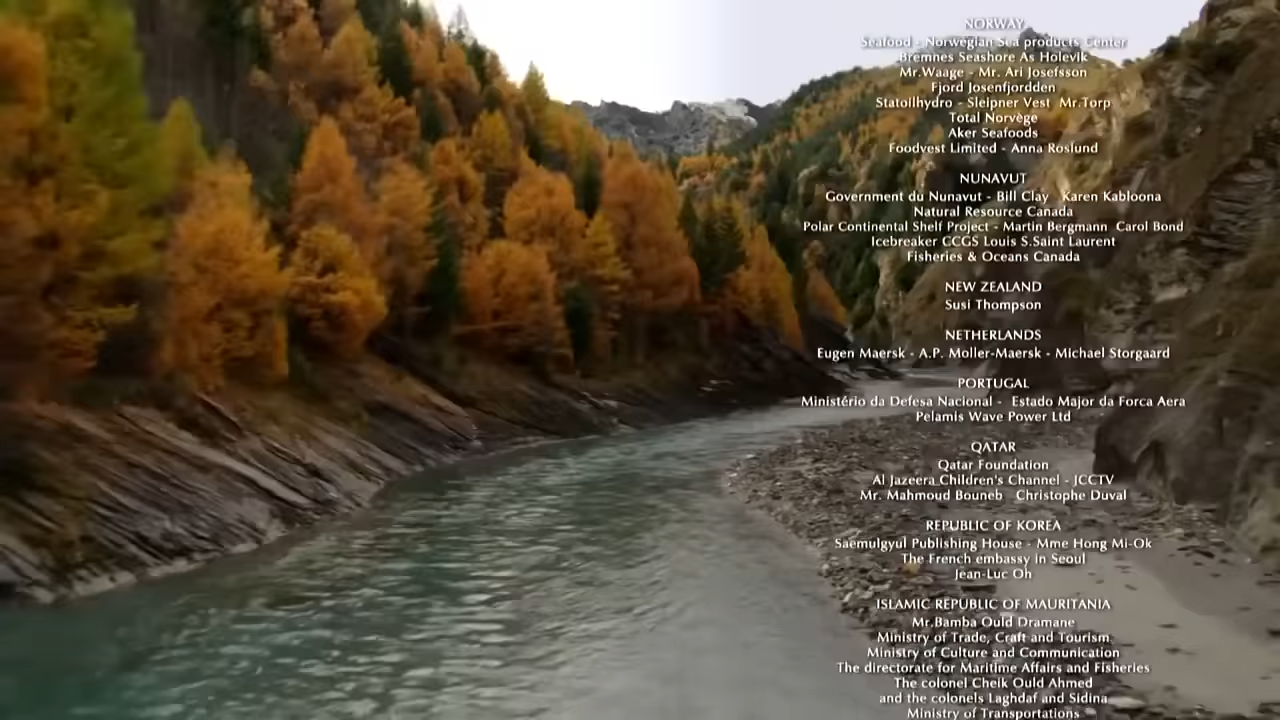 NORWAY
Seafood - Norwegian Sea products Center
Bremnes Seashore As Holevik
Mr.Waage - Mr. Ari Josefsson
Fjord Josenfjordden
Statoilhydro - Sleipner Vest Mr.Torp
Total Norvège
Aker Seafoods
Foodvest Limited - Anna Roslund
NUNAVUT
Government du Nunavut - Bill Clay Karen Kabloona
Natural Resource Canada
Polar Continental Shelf Project - Martin Bergmann Carol Bond
Icebreaker CCGS Louis S.Saint Laurent
Fisheries & Oceans Canada
NEW ZEALAND
Susi Thompson
NETHERLANDS
Eugen Maersk - A.P. Moller-Maersk - Michael Storgaard
PORTUGAL
Ministério da Defesa Nacional - Estado Major da Forca Aera
Pelamis Wave Power Ltd
QATAR
Qatar Foundation
Al Jazeera Children's Channel - JCCTV
Mr. Mahmoud Bouneb Christophe Duval
REPUBLIC OF KOREA
Saemulgyul Publishing House - Mme Hong Mi-Ok
The French embassy in Seoul
Jean-Luc Oh
ISLAMIC REPUBLIC OF MAURITANIA
Mr.Bamba Ould Dramane
Ministry of Trade, Craft and Tourism
Ministry of Culture and Communication
The directorate for Maritime Affairs and Fisheries
The colonel Cheik Ould Ahmed
and the colonels Laghdaf and Sidina
Ministry of Transportations